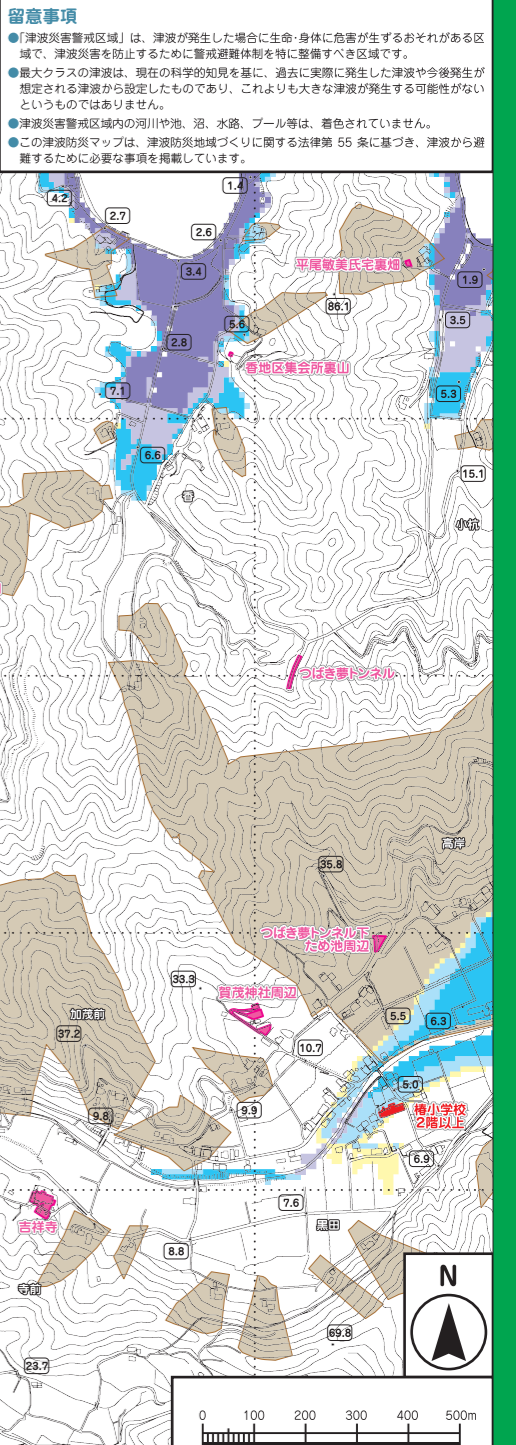 留意事項
●「津波災害警戒区域」は、津波が発生した場合に生命・身体に危害が生ずるおそれがある区
域で、津波災害を防止するために警戒避難体制を特に整備すべき区域です。
●最大クラスの津波は、現在の科学的知見を基に、過去に実際に発生した津波や今後発生が
想定される津波から設定したものであり、これよりも大きな津波が発生する可能性がない
というものではありません。
●津波災害警戒区域内の河川や池、沼、水路、プール等は、着色されていません。
●この津波防災マップは、津波防災地域づくりに関する法律第 55 条に基づき、津波から避
難するために必要な事項を掲載しています。
1.4
4.2
2.7
2.6
平尾敏美氏宅裏畑
3.4
1.9
86.1
3.5
5.6
2.8
香地区集会所裏山
7.1
5.3
6.6
15.1
香
小杭
つばき夢トンネル
高岸
35.8
つばき夢トンネル下
ため池周辺
33.3
賀茂神社周辺
加茂前
5.5
6.3
37.2
10.7
5.0
9.9
9.8
椿小学校
2階以上
6.9
吉祥寺
7.6
黒田
8.8
寺前
N
69.8
23.7
0 100 200 300 400 500m